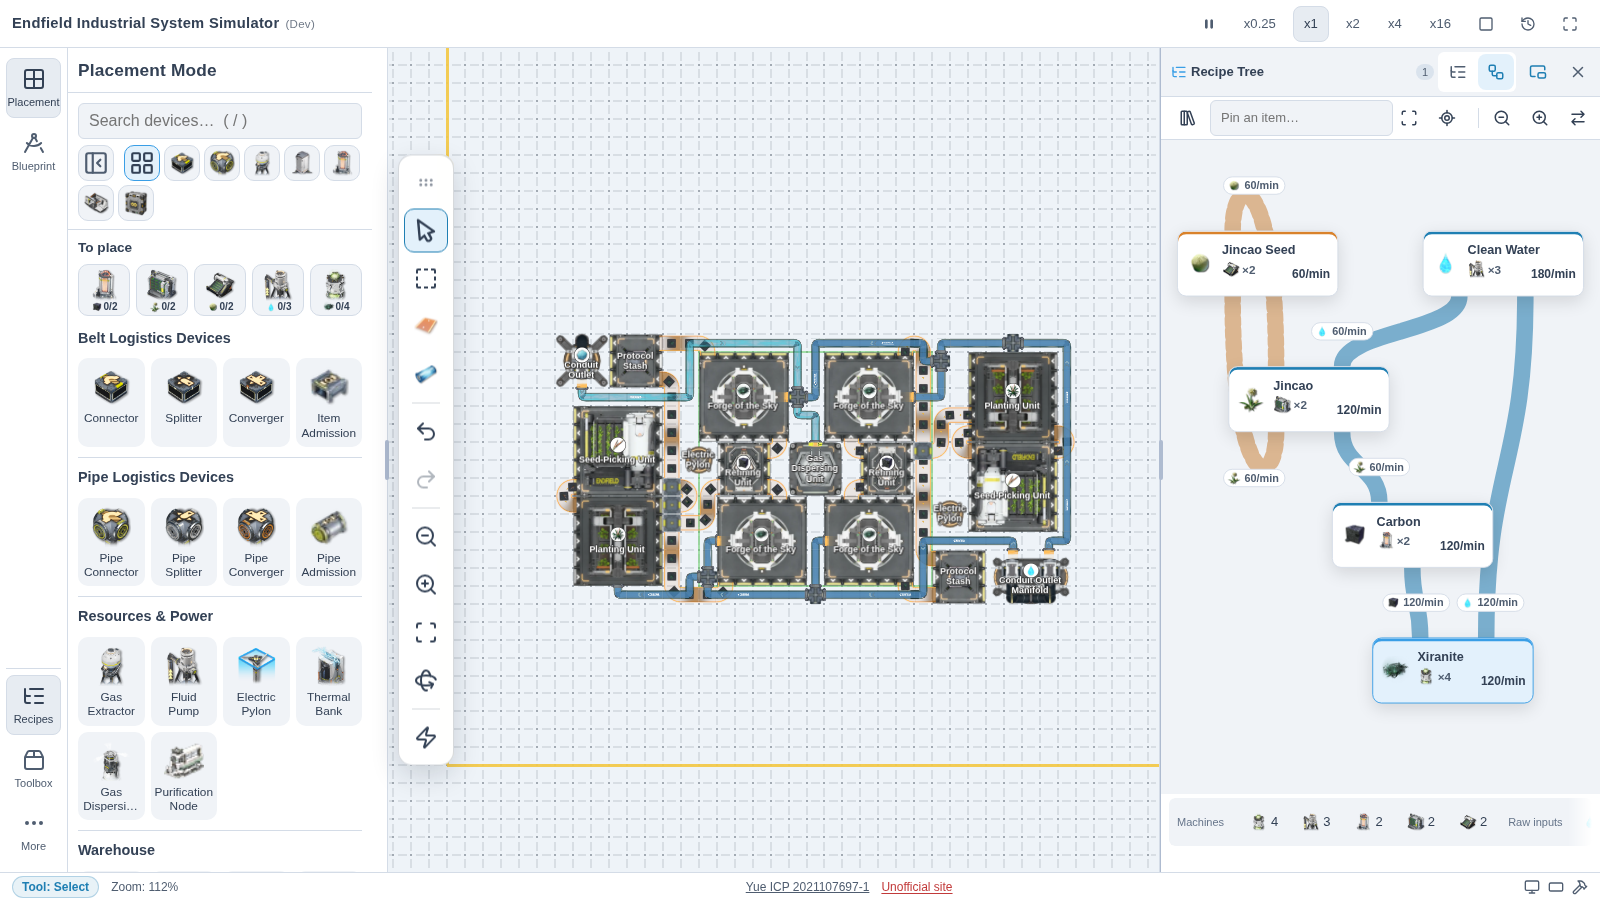 Endfield Industrial System Simulator (Dev)
x0.25 x1 x2 x4 x16
Placement
Blueprint
Recipes
Toolbox
More
Placement Mode
Search devices… ( / )
To place
0/2 0/2 0/2 0/3 0/4
Belt Logistics Devices
Connector
Splitter
Converger
Item Admission
Pipe Logistics Devices
Pipe Connector
Pipe Splitter
Pipe Converger
Pipe Admission
Resources & Power
Gas Extractor
Fluid Pump
Electric Pylon
Thermal Bank
Gas Dispersi…
Purification Node
Warehouse
Conduit Outlet
Protocol Stash
Forge of the Sky
Forge of the Sky
Planting Unit
Seed-Picking Unit
Electric Pylon
Refining Unit
Gas Dispersing Unit
Refining Unit
Seed-Picking Unit
Electric Pylon
Planting Unit
Forge of the Sky
Forge of the Sky
Protocol Stash
Conduit Outlet Manifold
Recipe Tree
1
Pin an item…
60/min
Jincao Seed
×2
60/min
Clean Water
×3
180/min
60/min
Jincao
×2
120/min
60/min
60/min
Carbon
×2
120/min
120/min
120/min
Xiranite
×4
120/min
Machines 4 3 2 2 2 Raw inputs
Tool: Select Zoom: 112%
Yue ICP 2021107697-1 Unofficial site